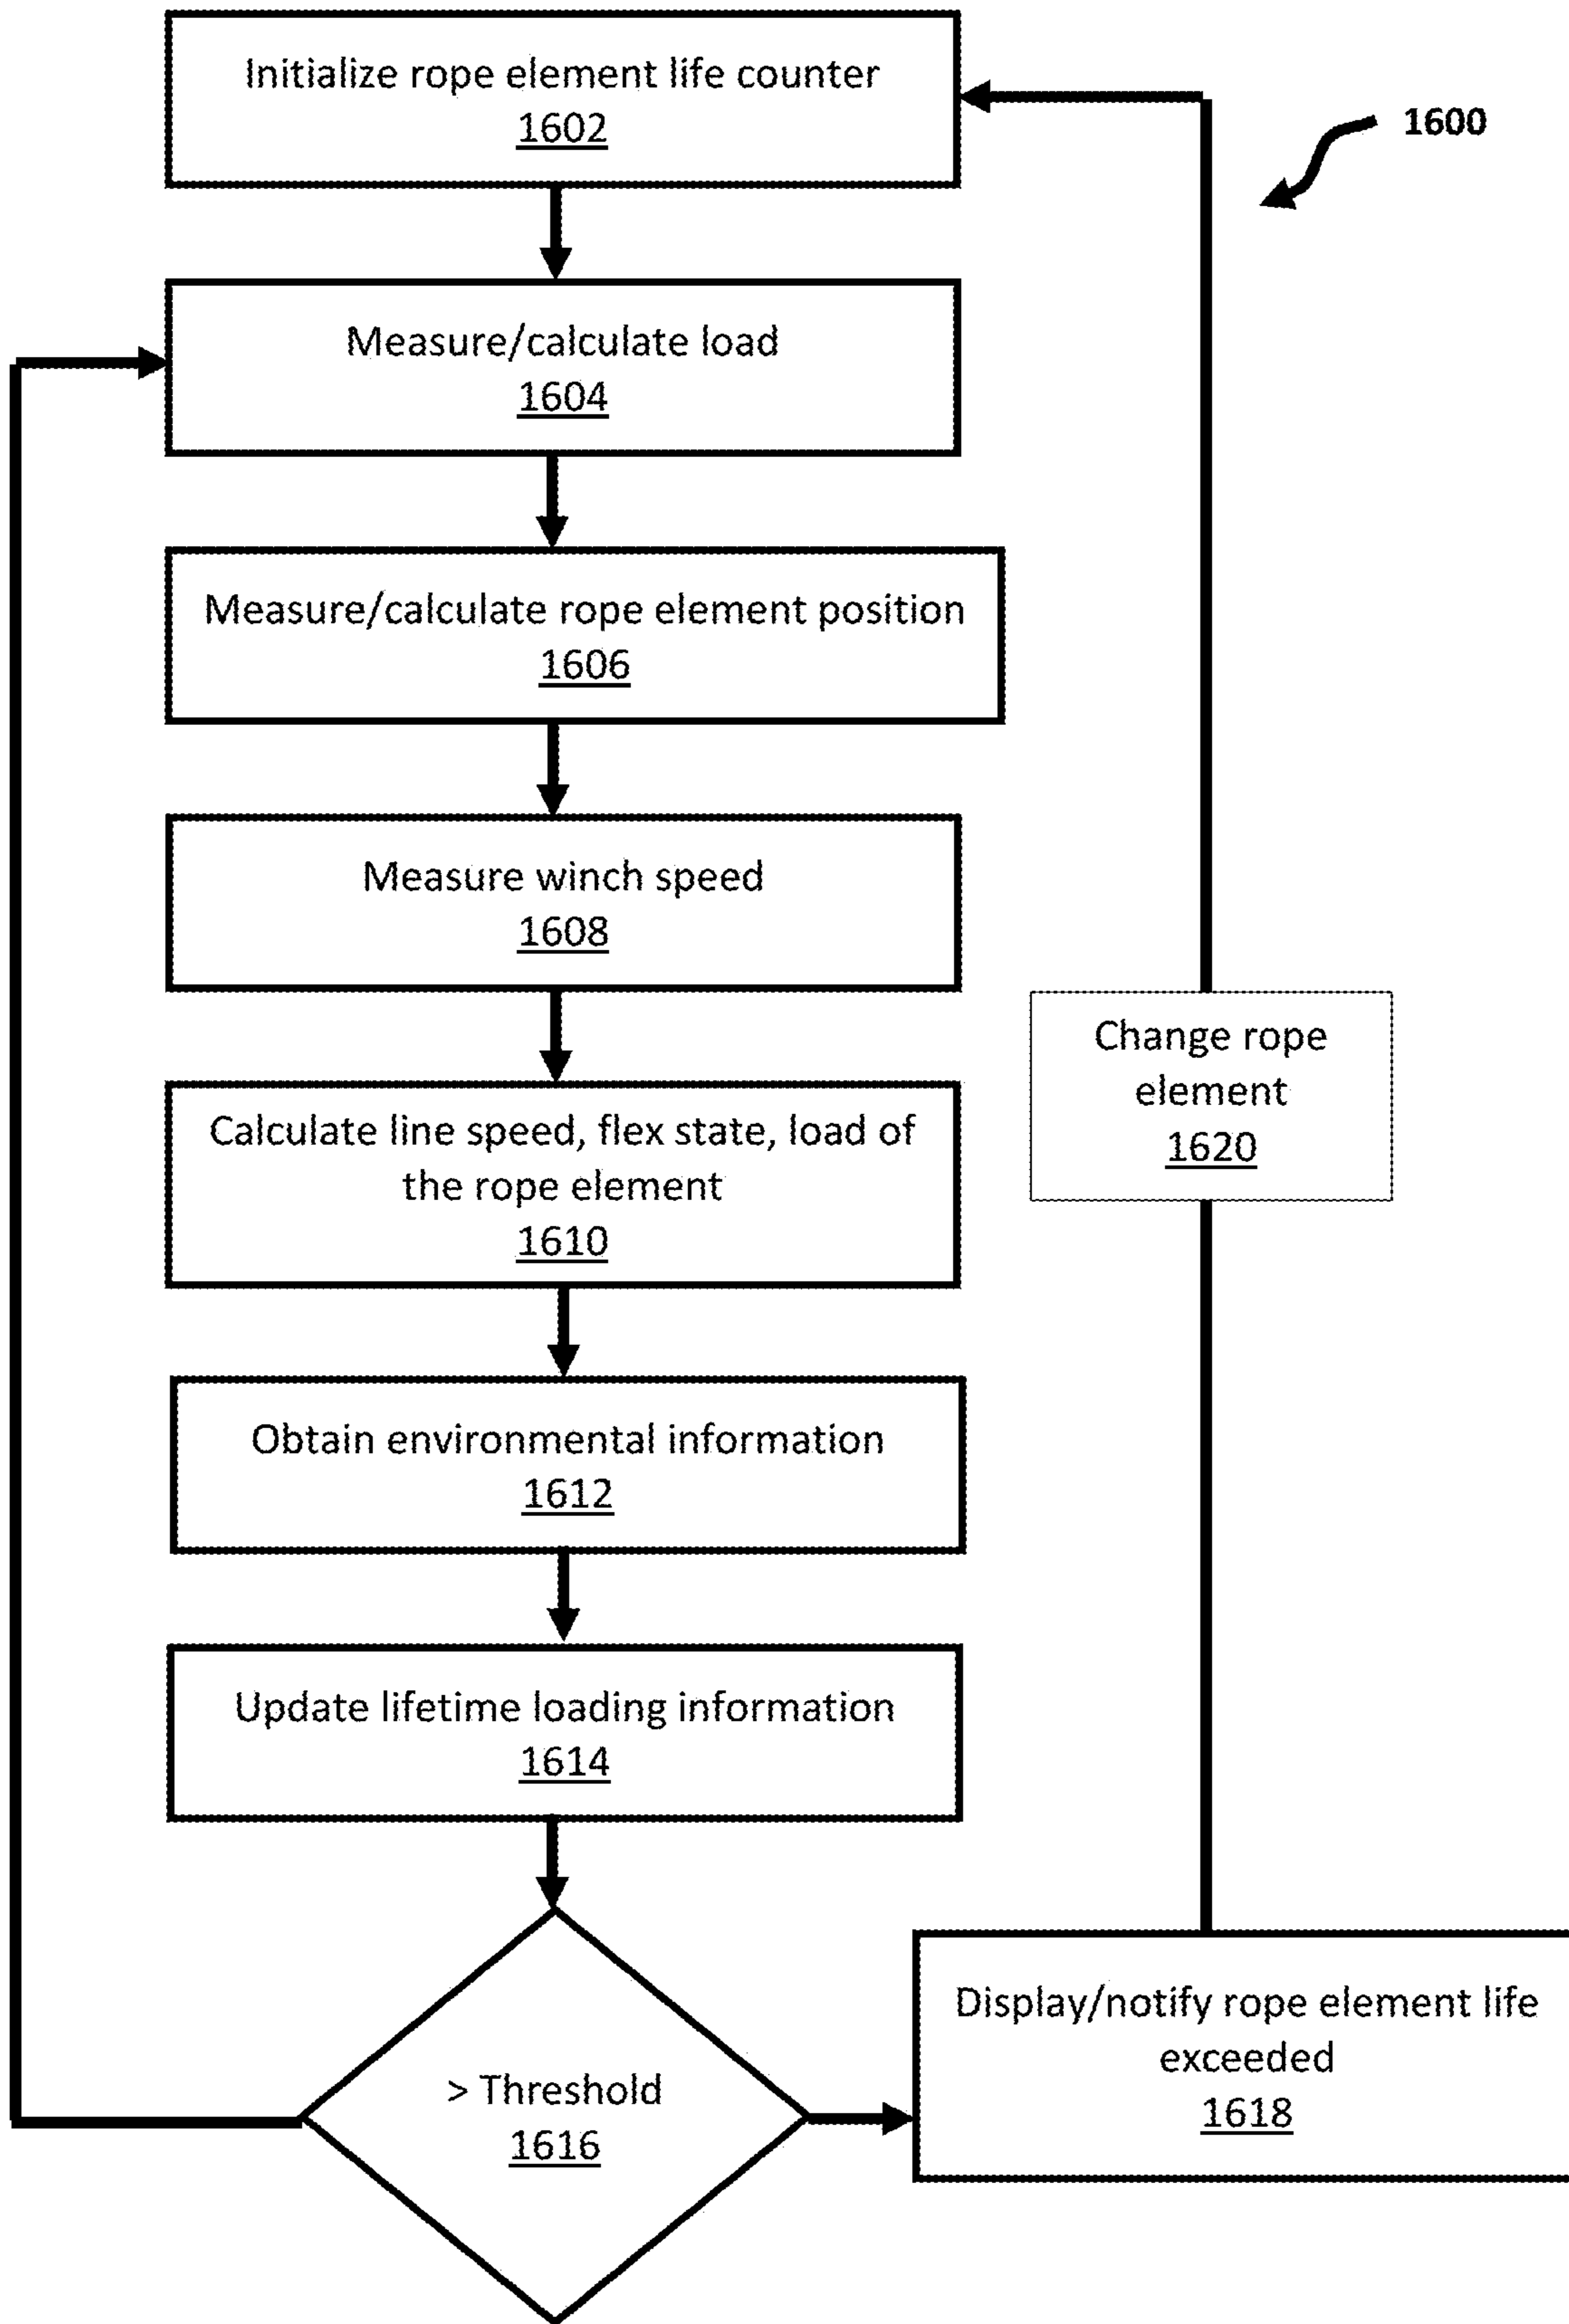 Initialize rope element life counter
1602
1600
Measure/calculate load
1604
Measure/calculate rope element position
1606
Measure winch speed
1608
Change rope
element
1620
Calculate line speed, flex state, load of
the rope element
1610
Obtain environmental information
1612
Update lifetime loading information
1614
Display/notify rope element life
exceeded
1618
> Threshold
1616